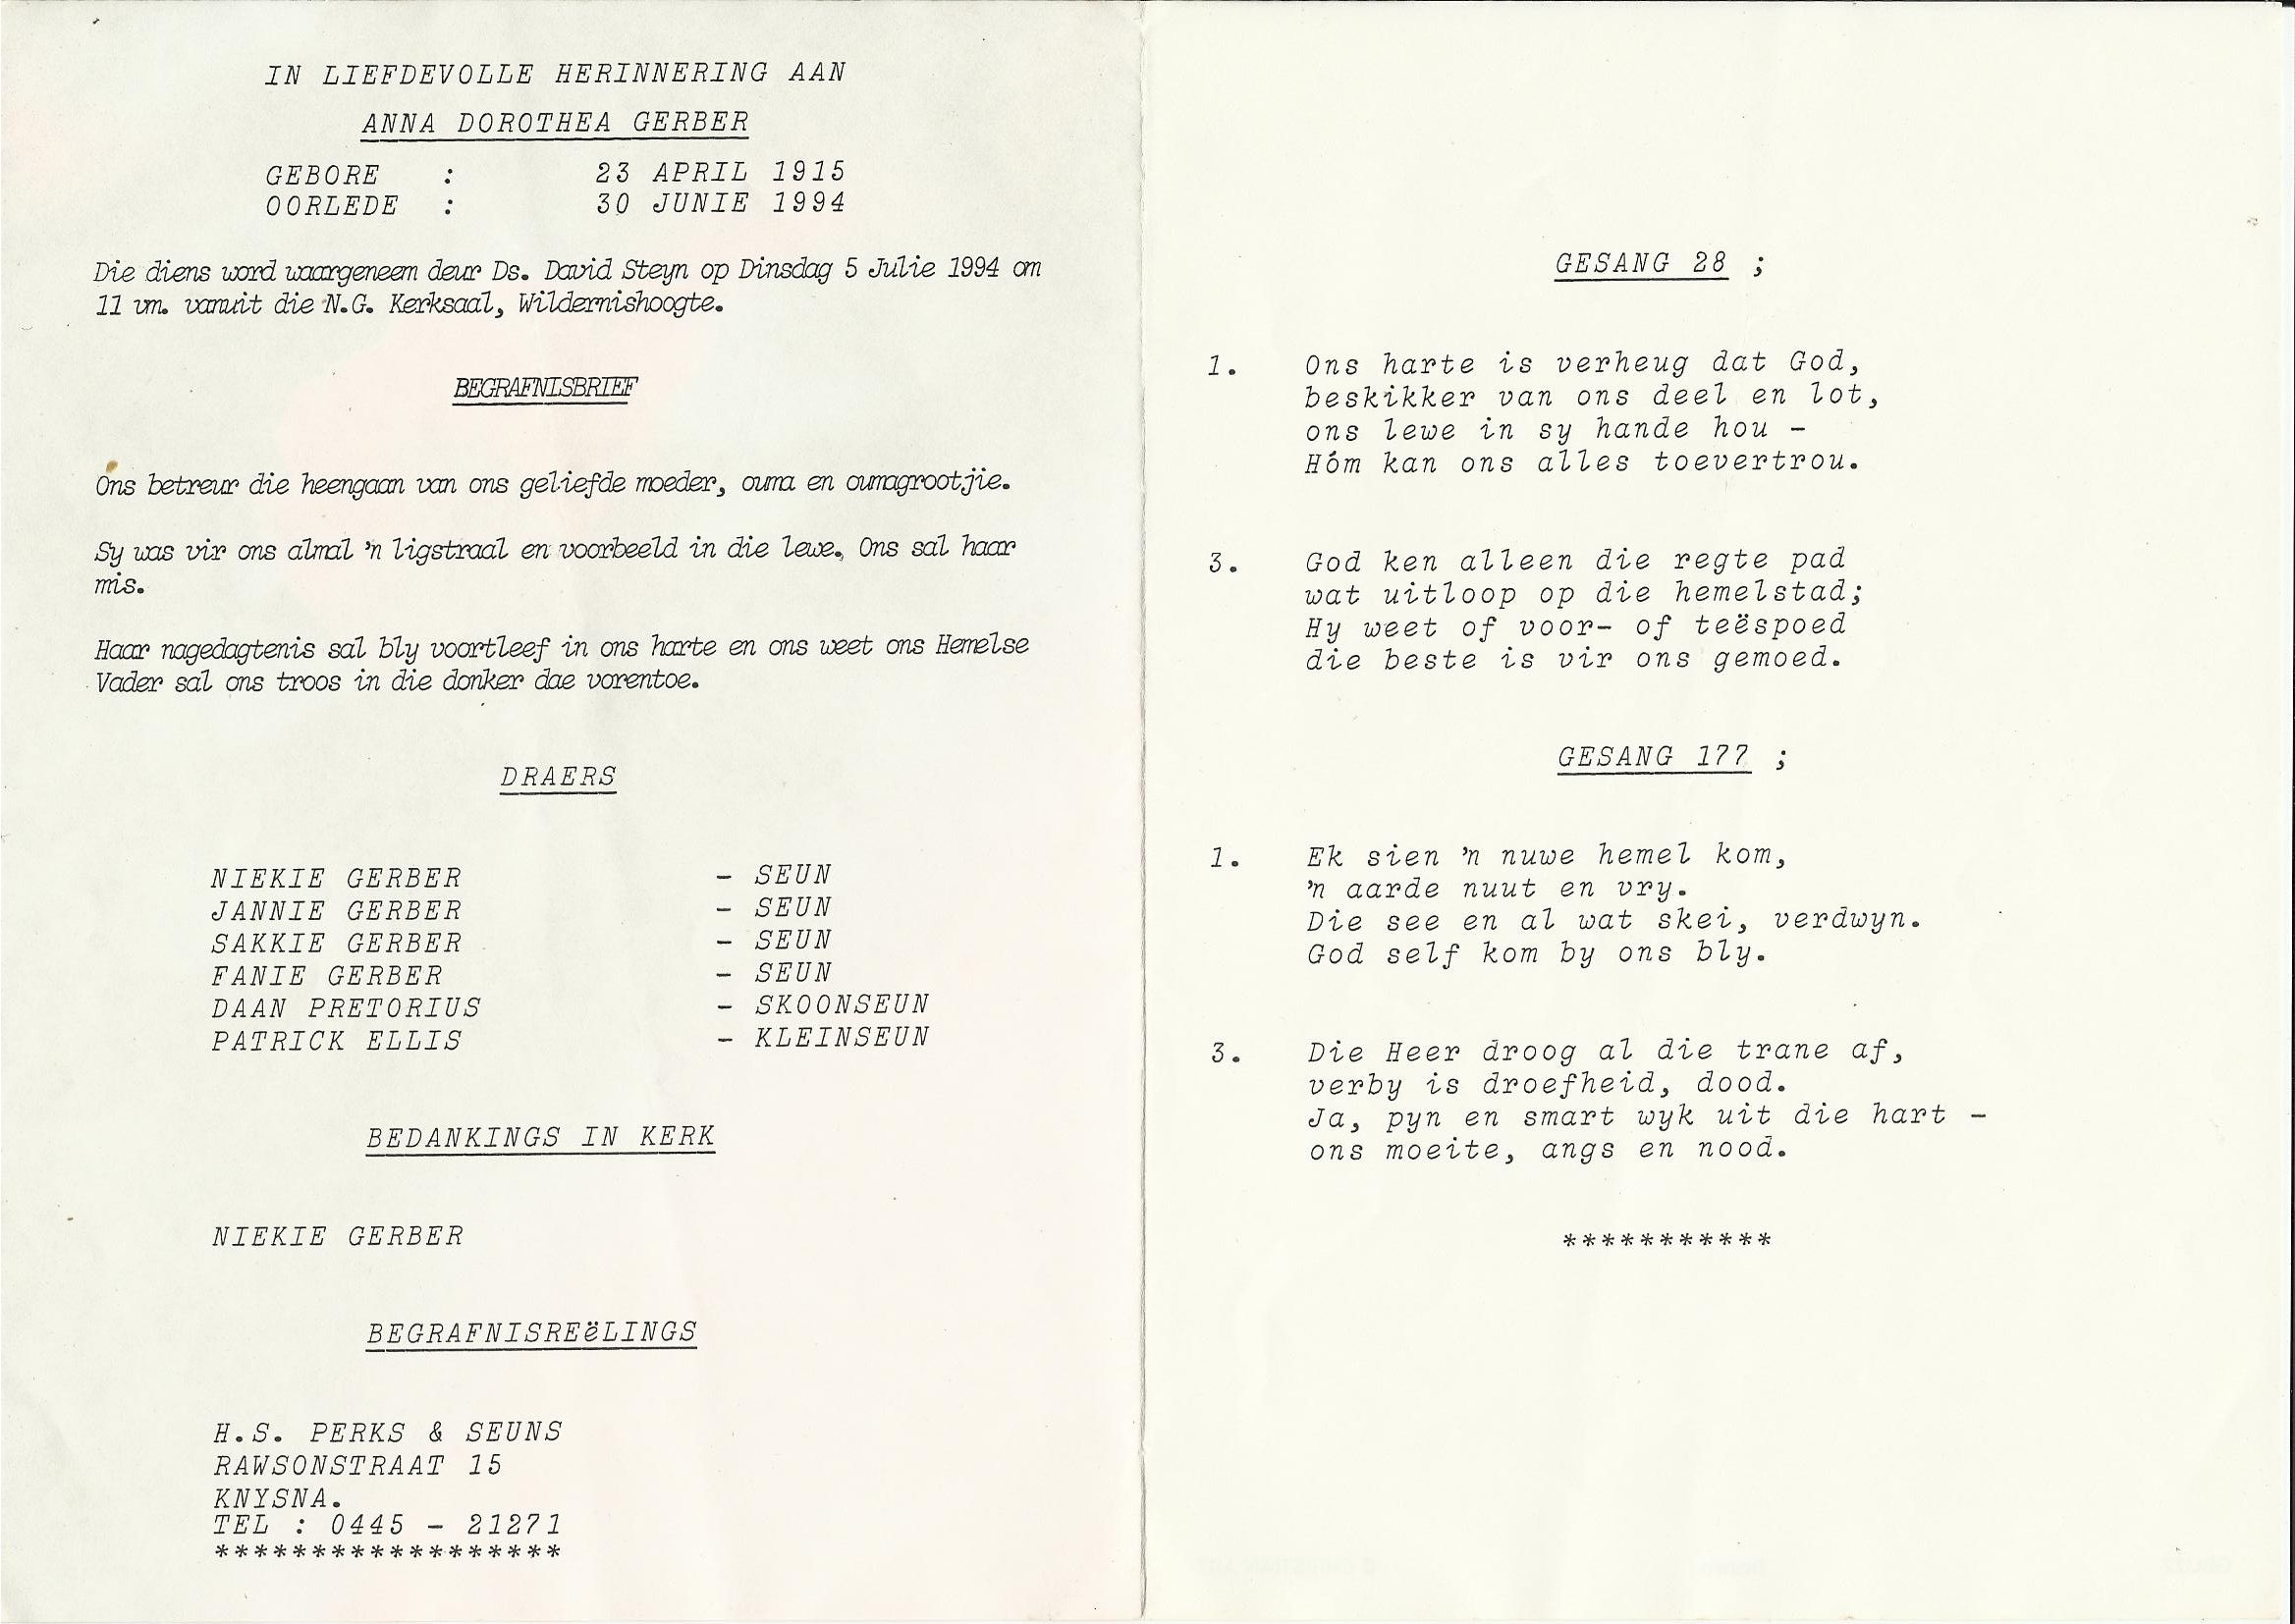 IN LIEFDEVOLLE HERINNERING AAN
ANNA DOROTHEA GERBER
GEBORE : 23 APRIL 1915
OORLEDE : 30 JUNIE 1994
Die diens word waargeneem deur Ds. David Steyn op Dinsdag 5 Julie 1994 om
11 vm. vanuit die N.G. Kerksaal, Wildernishoogte.
BEGRAFNISBRIEF
Ons betreur die heengaan van ons geliefde moeder, ouma en oumagrootjie.
Sy was vir ons almal 'n ligstraal en voorbeeld in die lewe. Ons sal haar
mis.
Haar nagedagtenis sal bly voortleef in ons harte en ons weet ons Hemelse
Vader sal ons troos in die donker dae vorentoe.
DRAERS
NIEKIE GERBER - SEUN
JANNIE GERBER - SEUN
SAKKIE GERBER - SEUN
FANIE GERBER - SEUN
DAAN PRETORIUS - SKOONSEUN
PATRICK ELLIS - KLEINSEUN
BEDANKINGS IN KERK
NIEKIE GERBER
BEGRAFNISREëLINGS
H.S. PERKS & SEUNS
RAWSONSTRAAT 15
KNYSNA.
TEL : 0445 - 21271
******************
GESANG 28 ;
1. Ons harte is verheug dat God,
beskikker van ons deel en lot,
ons lewe in sy hande hou -
Hóm kan ons alles toevertrou.
3. God ken alleen die regte pad
wat uitloop op die hemelstad;
Hy weet of voor- of teëspoed
die beste is vir ons gemoed.
GESANG 177 ;
1. Ek sien 'n nuwe hemel kom,
'n aarde nuut en vry.
Die see en al wat skei, verdwyn.
God self kom by ons bly.
3. Die Heer droog al die trane af,
verby is droefheid, dood.
Ja, pyn en smart wyk uit die hart -
ons moeite, angs en nood.
***********